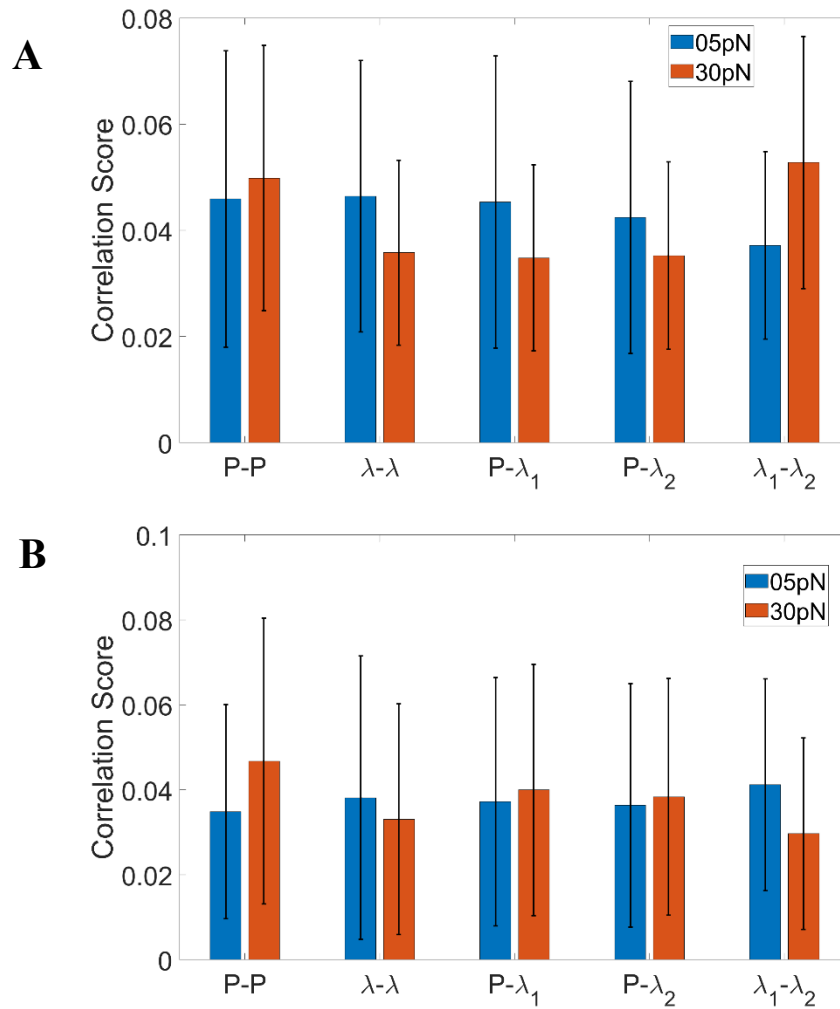 A
0.08
0.06
0.04
0.02
0
Correlation Score
05pN
30pN
P-P λ-λ P-λ₁ P-λ₂ λ₁-λ₂
B
0.1
0.08
0.06
0.04
0.02
0
Correlation Score
05pN
30pN
P-P λ-λ P-λ₁ P-λ₂ λ₁-λ₂